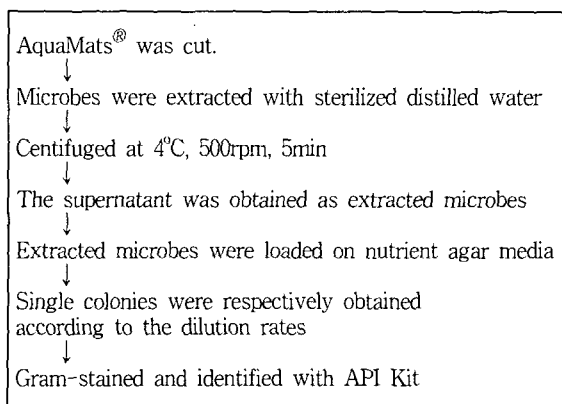 AquaMats® was cut.
↓
Microbes were extracted with sterilized distilled water
↓
Centifuged at 4°C, 500rpm, 5min
↓
The supernatant was obtained as extracted microbes
↓
Extracted microbes were loaded on nutrient agar media
↓
Single colonies were respectively obtained
according to the dilution rates
↓
Gram-stained and identified with API Kit